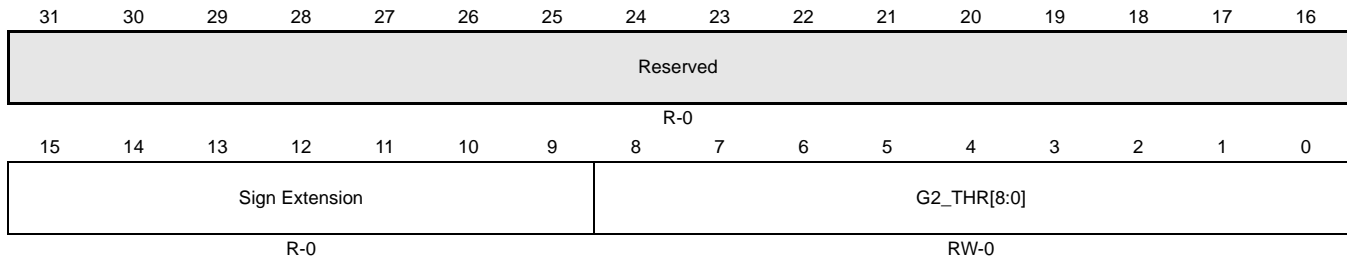 31 30 29 28 27 26 25 24 23 22 21 20 19 18 17 16
Reserved
R-0
15 14 13 12 11 10 9 8 7 6 5 4 3 2 1 0
Sign Extension G2_THR[8:0]
R-0 RW-0